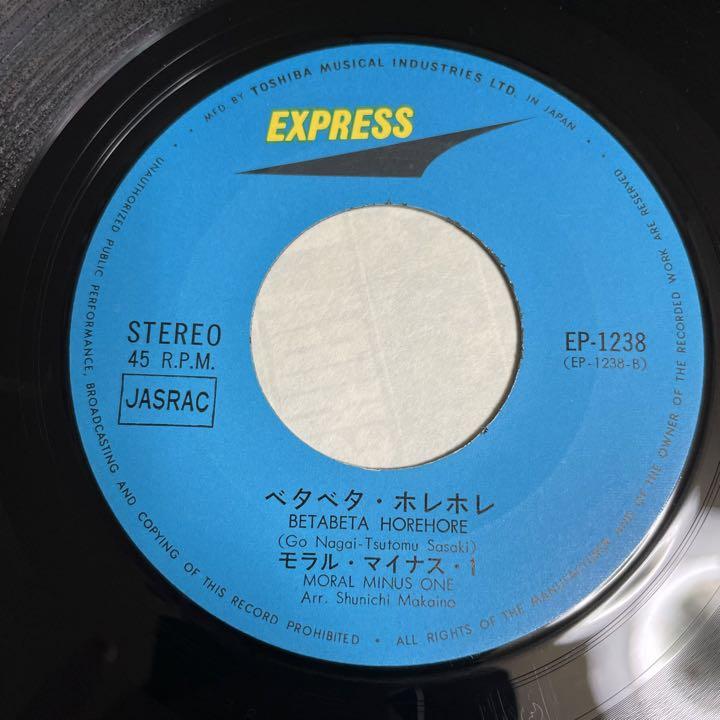 MFD. BY TOSHIBA MUSICAL INDUSTRIES LTD. IN JAPAN
EXPRESS
STEREO
45 R.P.M.
JASRAC
EP-1238
(EP-1238-B)
ベタベタ・ホレホレ
BETABETA HOREHORE
(Go Nagai-Tsutomu Sasaki)
モラル・マイナス・1
MORAL MINUS ONE
Arr. Shunichi Makaino
UNAUTHORIZED PUBLIC PERFORMANCE, BROADCASTING AND COPYING OF THIS RECORD PROHIBITED • ALL RIGHTS OF THE MANUFACTURER AND OF THE OWNER OF THE RECORDED WORK ARE RESERVED